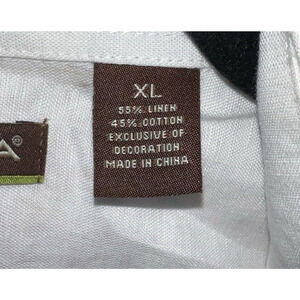 XL
55% LINEN
45% COTTON
EXCLUSIVE OF
DECORATION
MADE IN CHINA
A®